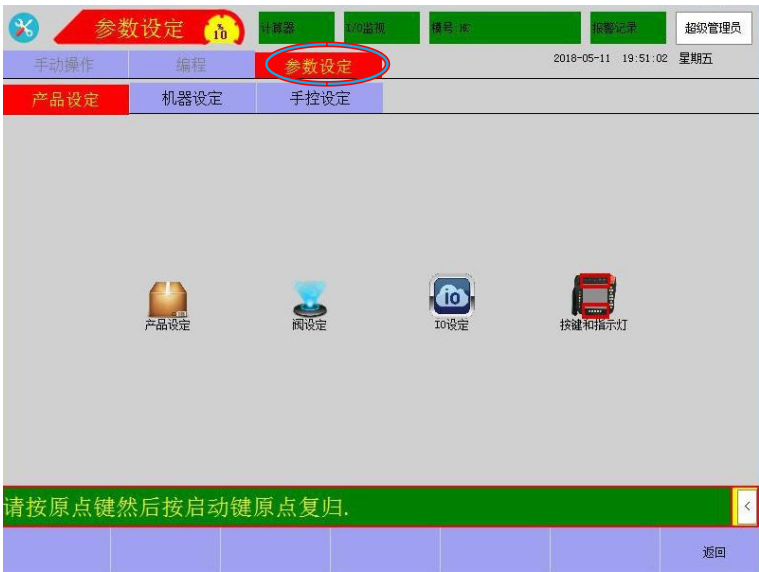 参数设定 % 10 计算器 I/O监视 模号:HC 报警记录 超级管理员
手动操作 编程 参数设定 2018-05-11 19:51:02 星期五
产品设定 机器设定 手控设定
产品设定 阀设定 IO设定 按键和指示灯
请按原点键然后按启动键原点复归. <
返回